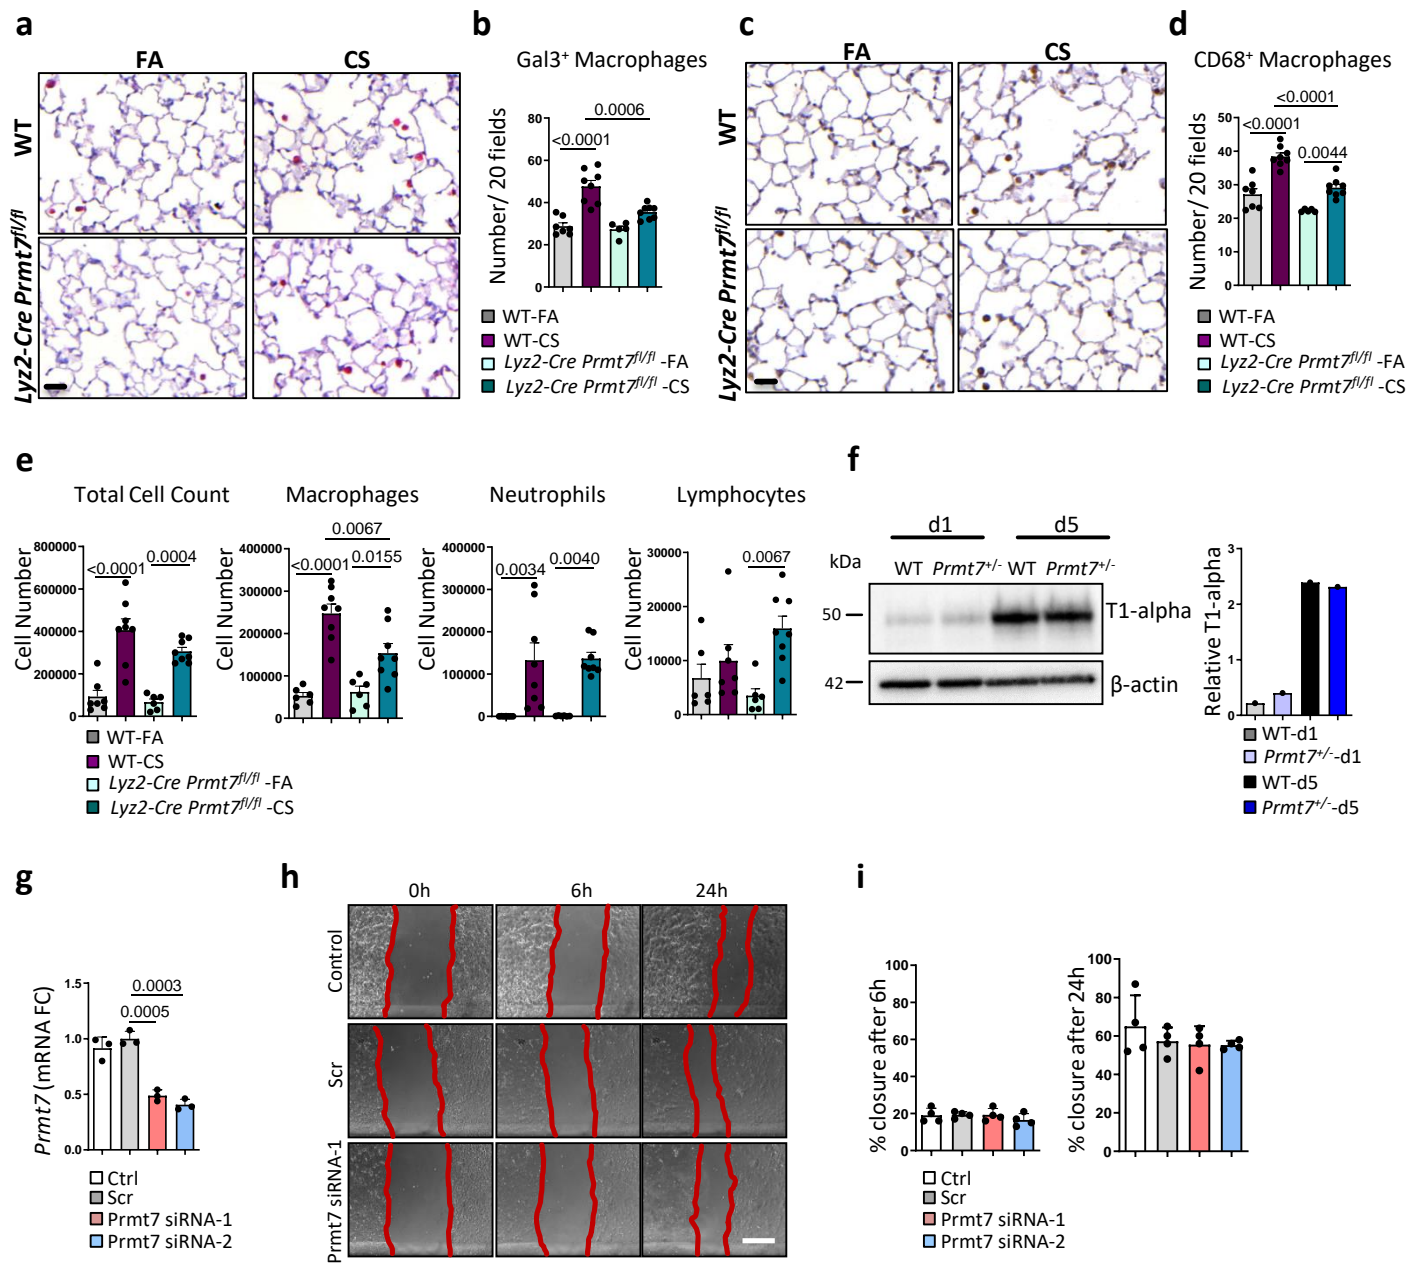 a
FA
CS
WT
Lyz2-Cre Prmt7fl/fl
b
Gal3+ Macrophages
Number/ 20 fields
80
60
40
20
0
<0.0001
0.0006
WT-FA
WT-CS
Lyz2-Cre Prmt7fl/fl -FA
Lyz2-Cre Prmt7fl/fl -CS
c
FA
CS
WT
Lyz2-Cre Prmt7fl/fl
d
CD68+ Macrophages
Number/ 20 fields
50
40
30
20
10
0
<0.0001
<0.0001
0.0044
WT-FA
WT-CS
Lyz2-Cre Prmt7fl/fl -FA
Lyz2-Cre Prmt7fl/fl -CS
e
Total Cell Count
Cell Number
800000
600000
400000
200000
0
<0.0001
0.0004
Macrophages
Cell Number
400000
300000
200000
100000
0
0.0067
<0.0001
0.0155
Neutrophils
Cell Number
400000
300000
200000
100000
0
0.0034
0.0040
Lymphocytes
Cell Number
30000
20000
10000
0
0.0067
WT-FA
WT-CS
Lyz2-Cre Prmt7fl/fl -FA
Lyz2-Cre Prmt7fl/fl -CS
f
d1
d5
kDa
WT Prmt7+/- WT Prmt7+/-
50
T1-alpha
42
β-actin
Relative T1-alpha
3
2
1
0
WT-d1
Prmt7+/--d1
WT-d5
Prmt7+/--d5
g
Prmt7 (mRNA FC)
1.5
1.0
0.5
0.0
0.0003
0.0005
Ctrl
Scr
Prmt7 siRNA-1
Prmt7 siRNA-2
h
0h
6h
24h
Control
Scr
Prmt7 siRNA-1
i
% closure after 6h
100
80
60
40
20
0
% closure after 24h
100
80
60
40
20
0
Ctrl
Scr
Prmt7 siRNA-1
Prmt7 siRNA-2